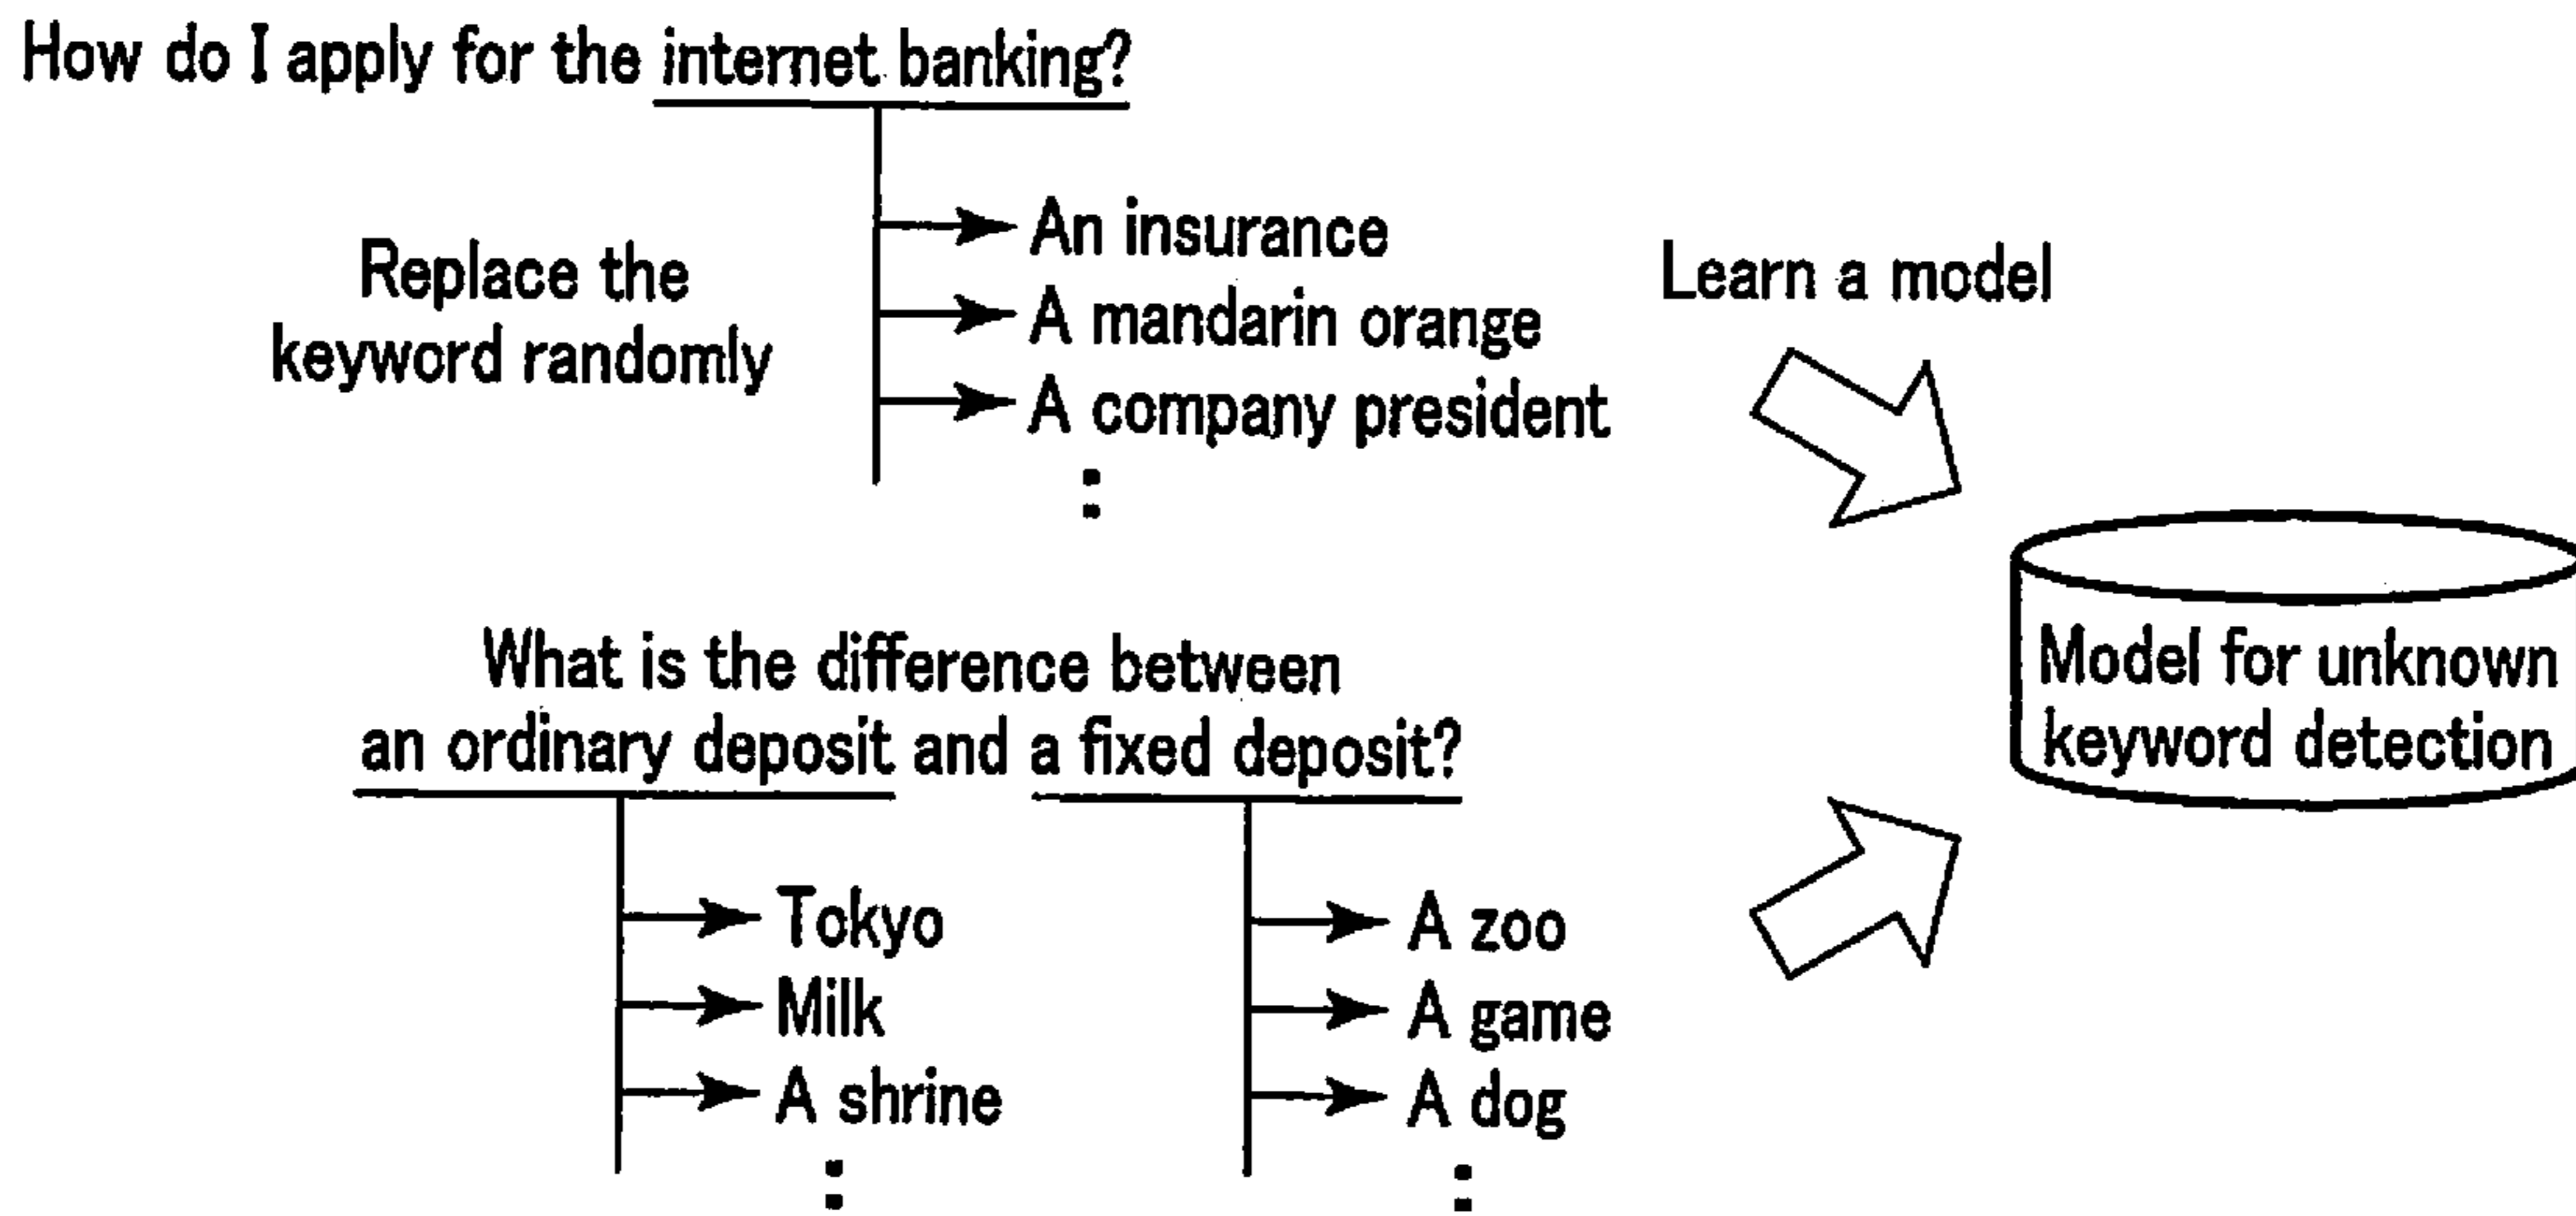 How do I apply for the internet banking?
Replace the
keyword randomly
An insurance
A mandarin orange
A company president
:
Learn a model
Model for unknown
keyword detection
What is the difference between
an ordinary deposit and a fixed deposit?
Tokyo
Milk
A shrine
:
A zoo
A game
A dog
: